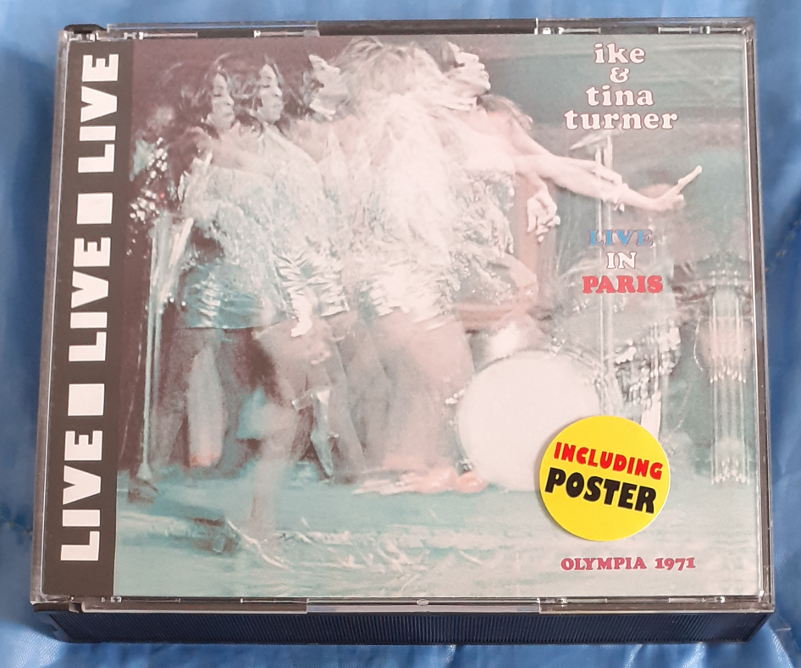 LIVE ■ LIVE ■ LIVE
ike
&
tina
turner
LIVE
IN
PARIS
INCLUDING
POSTER
OLYMPIA 1971